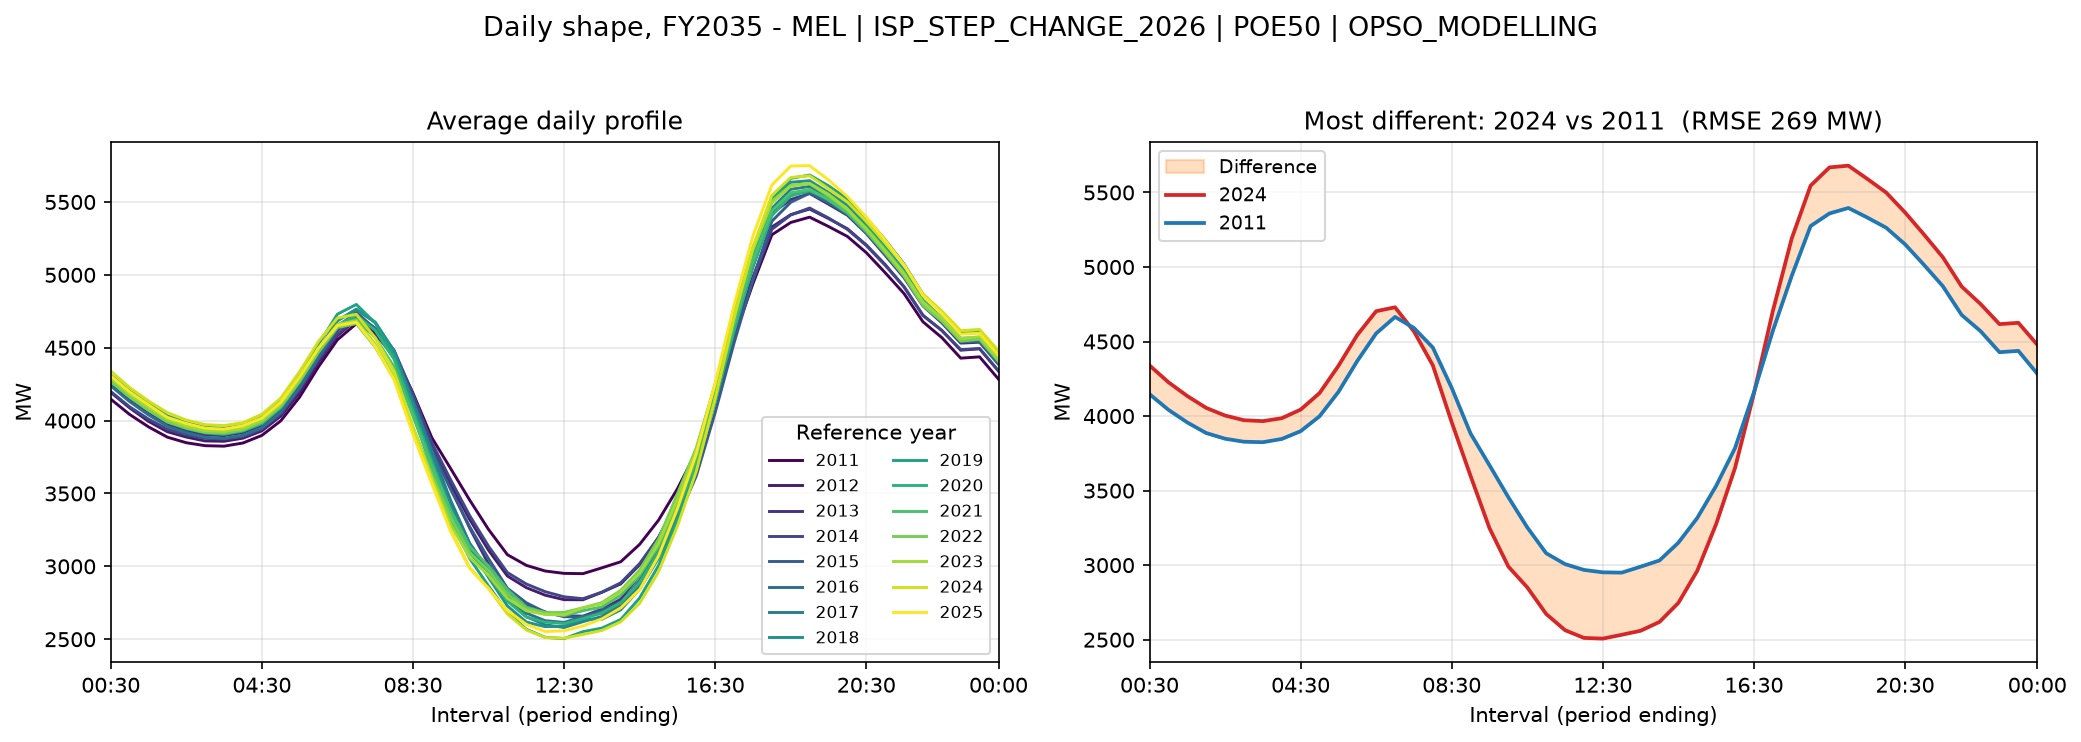 Daily shape, FY2035 - MEL | ISP_STEP_CHANGE_2026 | POE50 | OPSO_MODELLING
Average daily profile
MW
5500
5000
4500
4000
3500
3000
2500
00:30 04:30 08:30 12:30 16:30 20:30 00:00
Interval (period ending)
Reference year
2011 2019
2012 2020
2013 2021
2014 2022
2015 2023
2016 2024
2017 2025
2018
Most different: 2024 vs 2011 (RMSE 269 MW)
Difference
2024
2011
MW
5500
5000
4500
4000
3500
3000
2500
00:30 04:30 08:30 12:30 16:30 20:30 00:00
Interval (period ending)